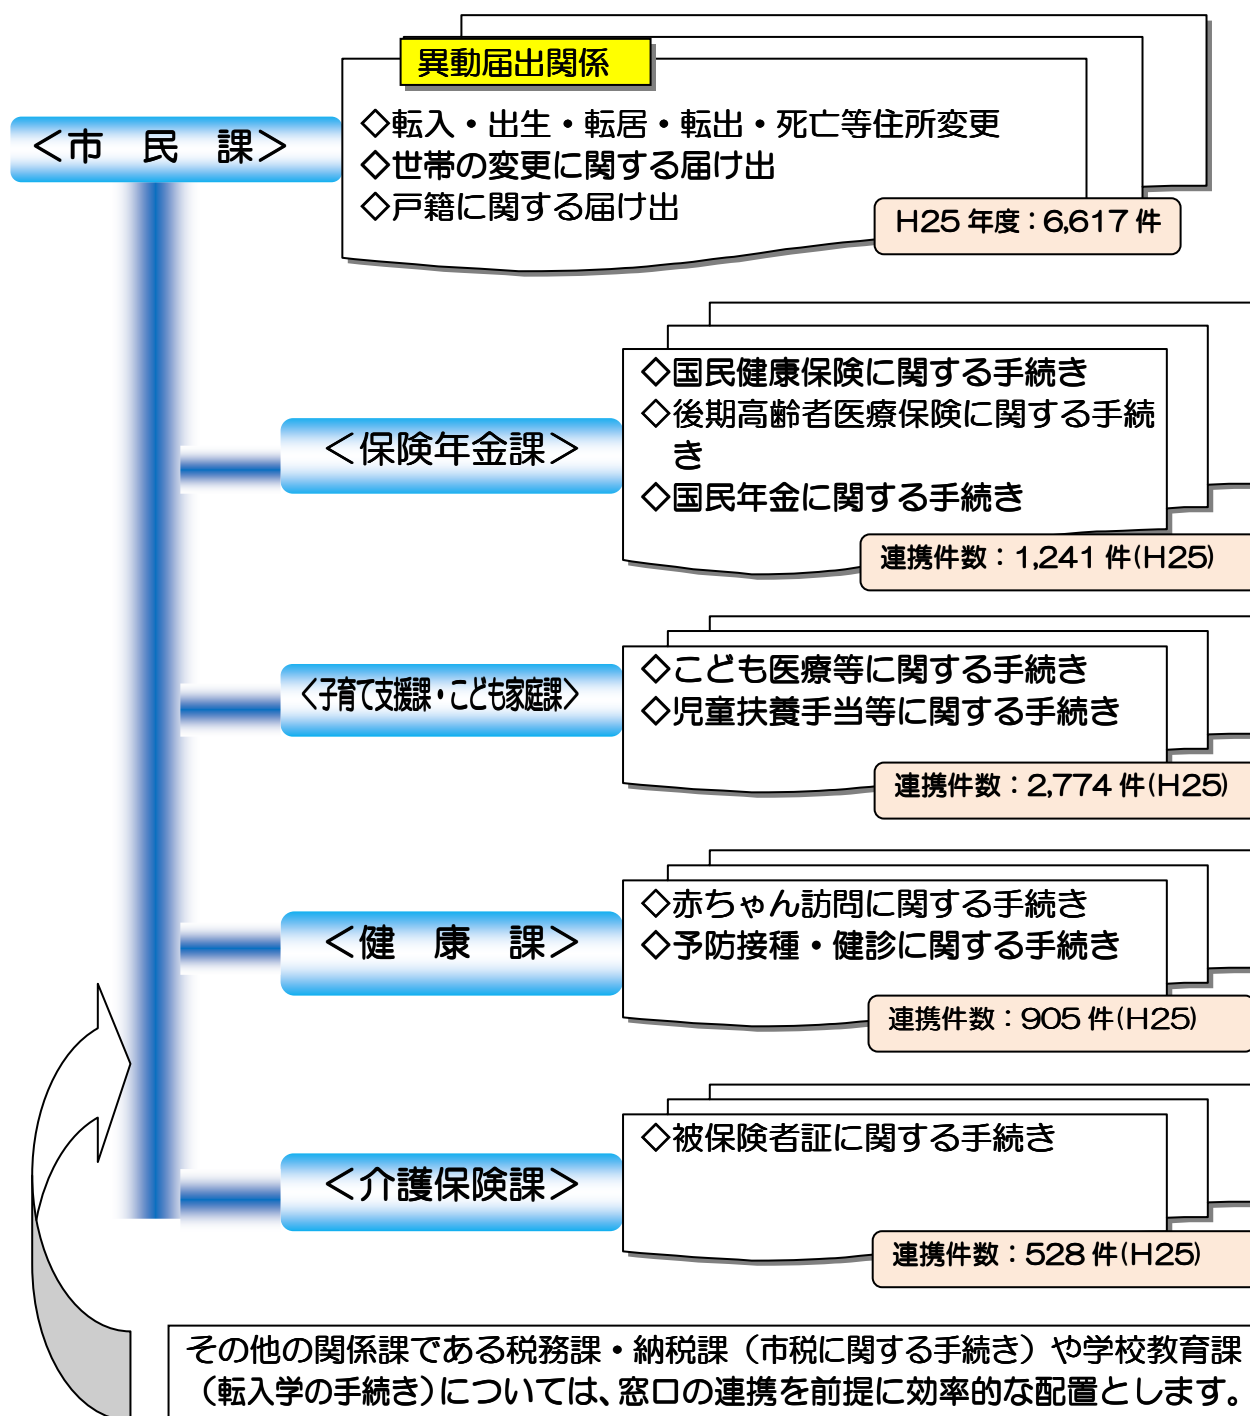 異動届出関係
＜市　民　課＞
◇転入・出生・転居・転出・死亡等住所変更
◇世帯の変更に関する届け出
◇戸籍に関する届け出
H25 年度：6,617 件
＜保険年金課＞
◇国民健康保険に関する手続き
◇後期高齢者医療保険に関する手続
き
◇国民年金に関する手続き
連携件数：1,241 件(H25)
＜子育て支援課・こども家庭課＞
◇こども医療等に関する手続き
◇児童扶養手当等に関する手続き
連携件数：2,774 件(H25)
＜健　康　課＞
◇赤ちゃん訪問に関する手続き
◇予防接種・健診に関する手続き
連携件数：905 件(H25)
＜介護保険課＞
◇被保険者証に関する手続き
連携件数：528 件(H25)
その他の関係課である税務課・納税課（市税に関する手続き）や学校教育課
（転入学の手続き）については、窓口の連携を前提に効率的な配置とします。